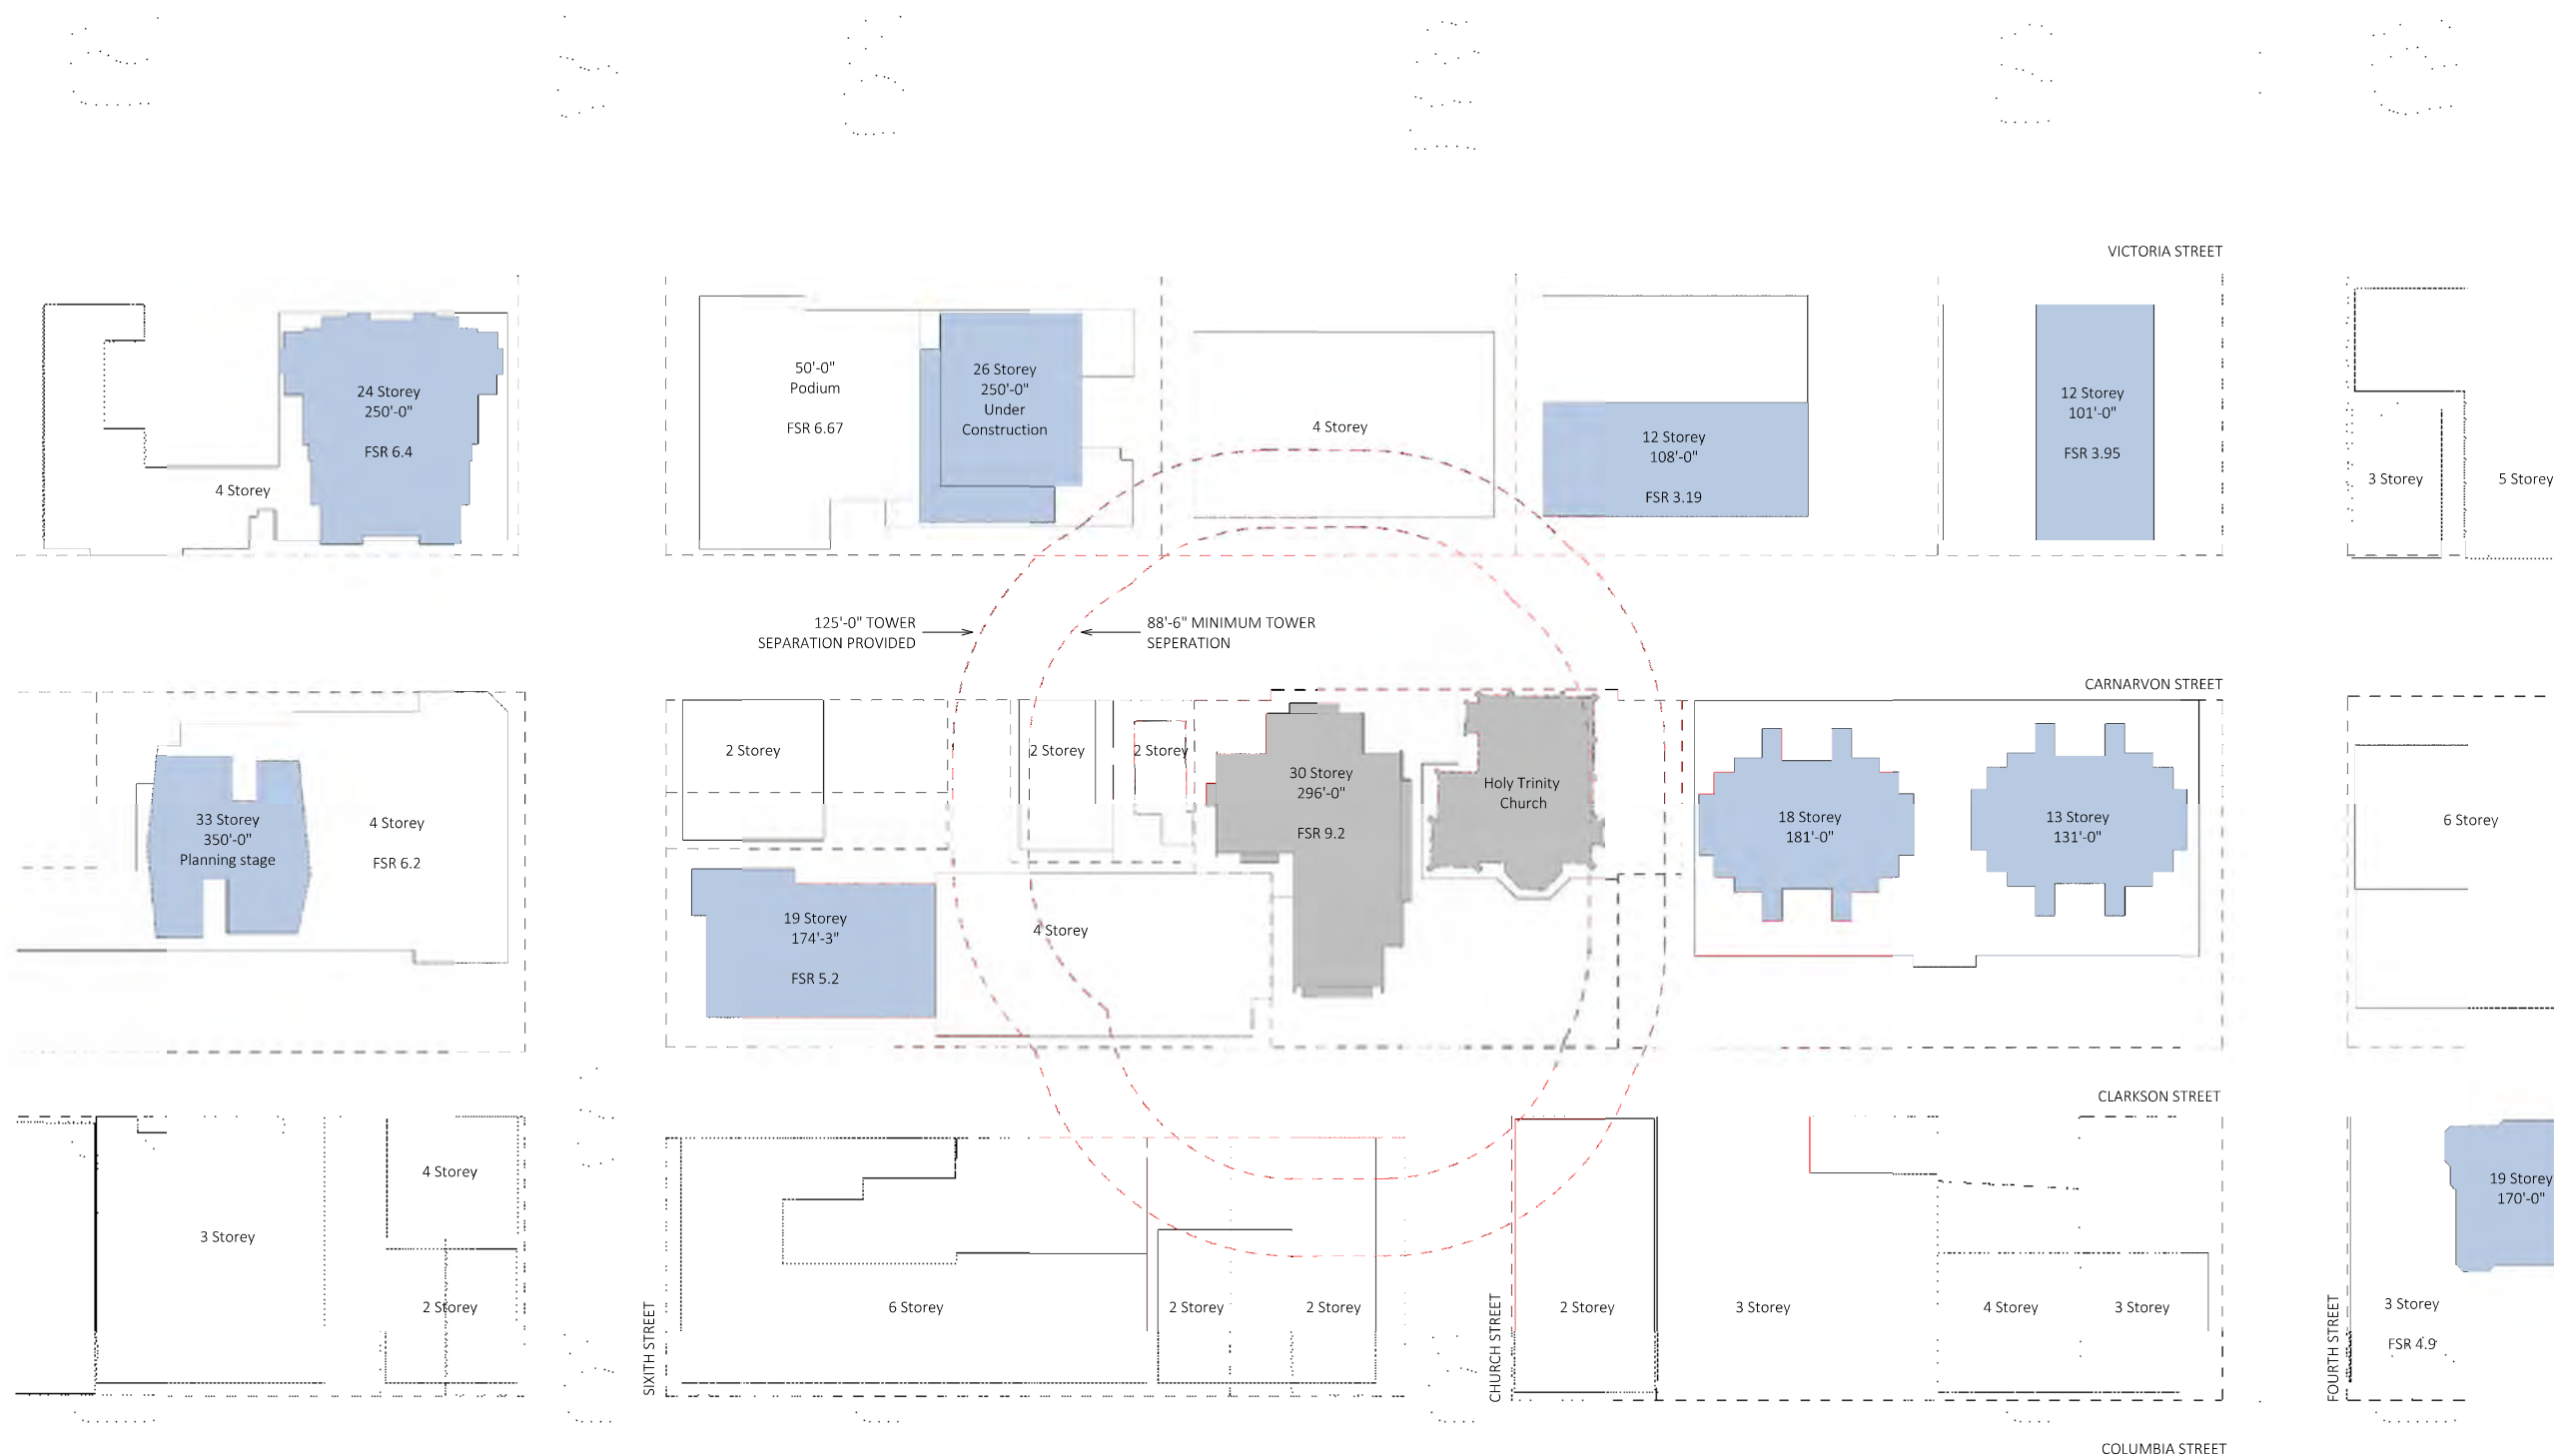 VICTORIA STREET
24 Storey
250'-0"
FSR 6.4
4 Storey
50'-0"
Podium
FSR 6.67
26 Storey
250'-0"
Under
Construction
4 Storey
12 Storey
108'-0"
FSR 3.19
12 Storey
101'-0"
FSR 3.95
3 Storey
5 Storey
125'-0" TOWER
SEPARATION PROVIDED
88'-6" MINIMUM TOWER
SEPERATION
CARNARVON STREET
33 Storey
350'-0"
Planning stage
4 Storey
FSR 6.2
2 Storey
2 Storey
2 Storey
30 Storey
296'-0"
FSR 9.2
Holy Trinity
Church
18 Storey
181'-0"
13 Storey
131'-0"
6 Storey
19 Storey
174'-3"
FSR 5.2
4 Storey
CLARKSON STREET
3 Storey
4 Storey
2 Storey
SIXITH STREET
6 Storey
2 Storey
2 Storey
CHURCH STREET
2 Storey
3 Storey
4 Storey
3 Storey
FOURTH STREET
19 Storey
170'-0"
3 Storey
FSR 4.9
COLUMBIA STREET